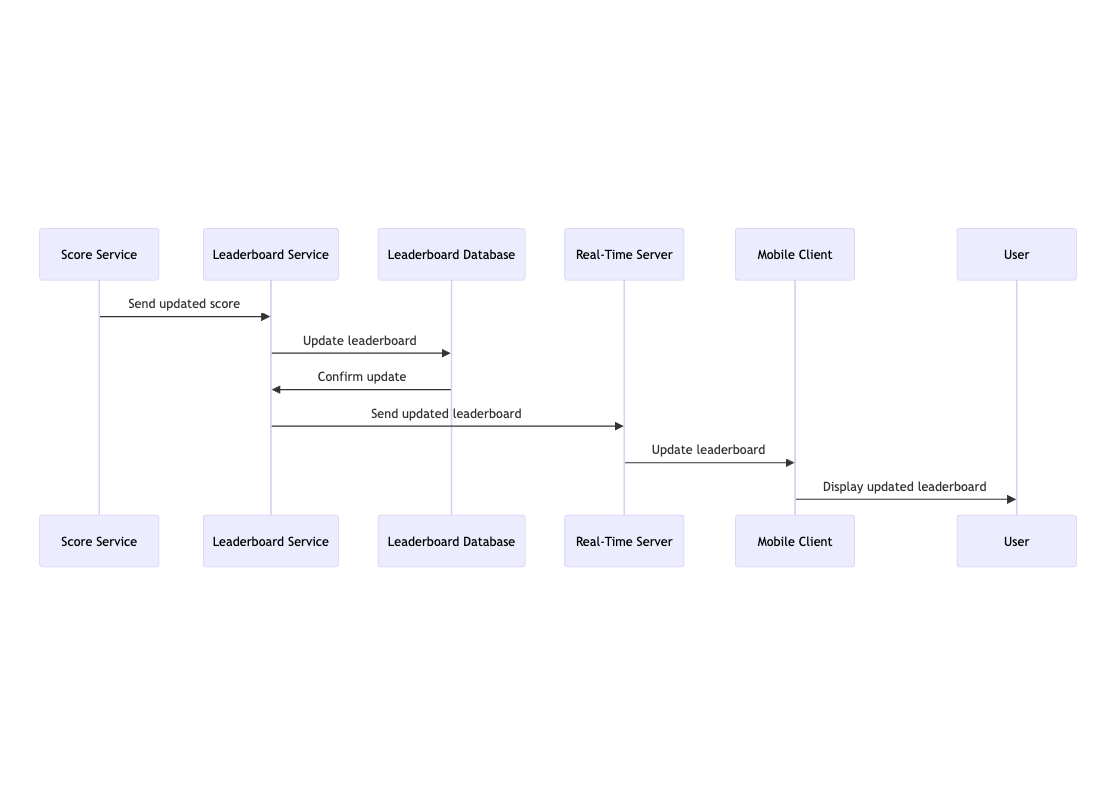 Score Service
Leaderboard Service
Leaderboard Database
Real-Time Server
Mobile Client
User
Send updated score
Update leaderboard
Confirm update
Send updated leaderboard
Update leaderboard
Display updated leaderboard
Score Service
Leaderboard Service
Leaderboard Database
Real-Time Server
Mobile Client
User